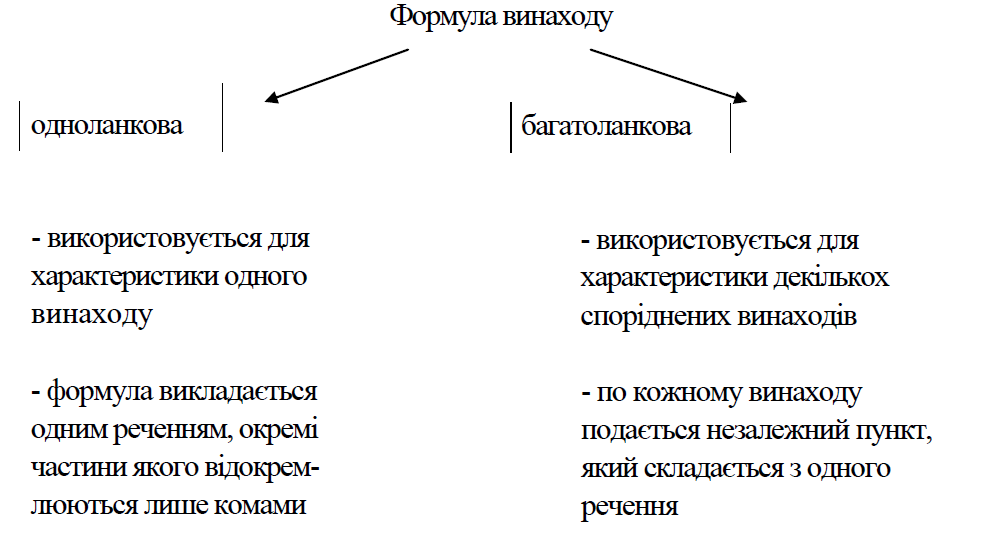 Формула винаходу
одноланкова
багатоланкова
- використовується для
характеристики одного
винаходу
- формула викладається
одним реченням, окремі
частини якого відокрем-
люються лише комами
- використовується для
характеристики декількох
споріднених винаходів
- по кожному винаходу
подається незалежний пункт,
який складається з одного
речення